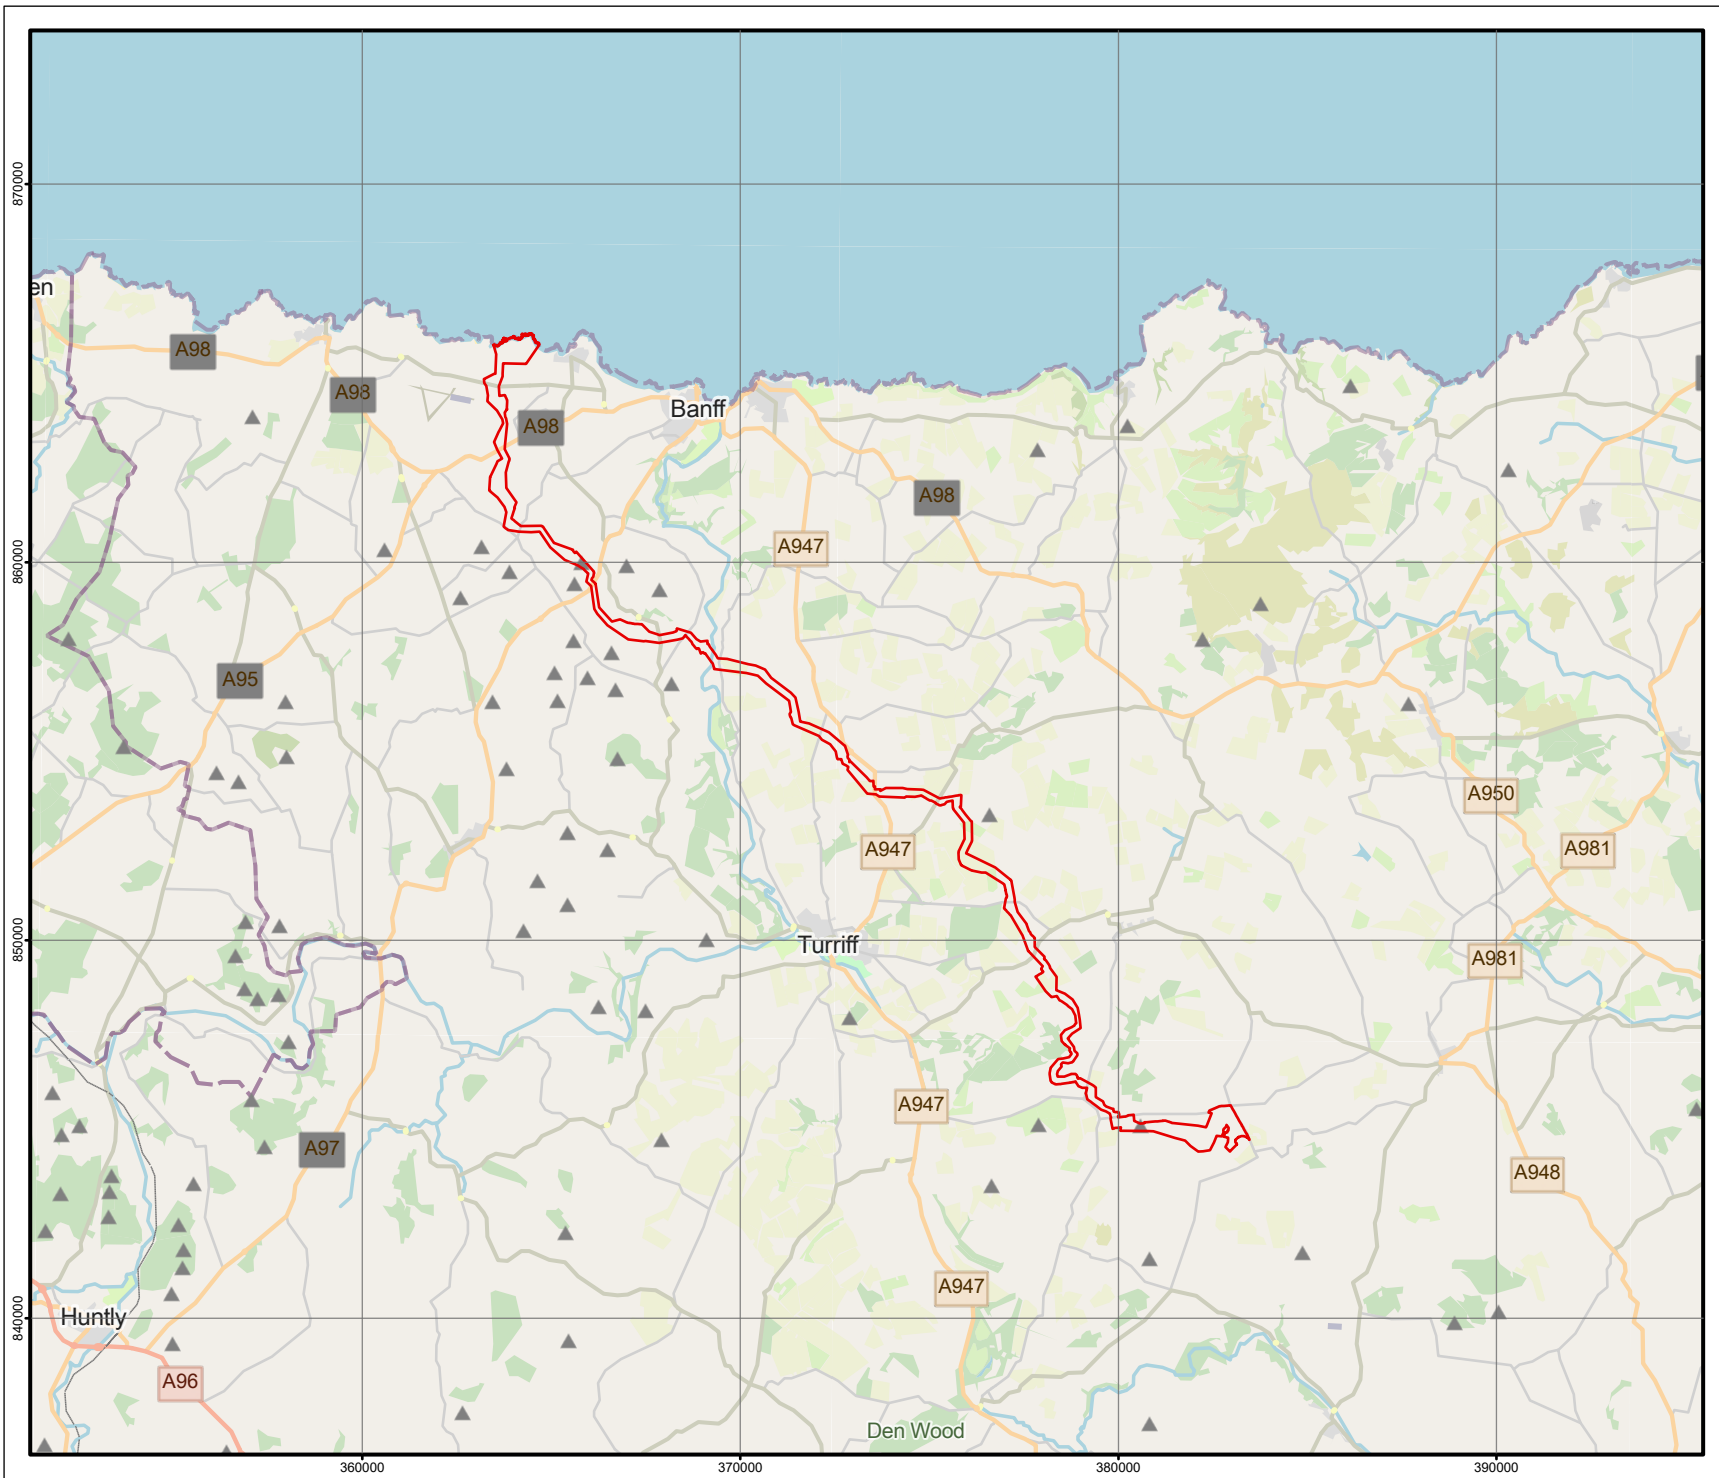 870000
en
A98
A98
Banff
A98
A98
A947
860000
A95
A950
A947
A981
850000
Turriff
A981
A947
A97
A948
A947
840000
Huntly
A96
Den Wood
360000
370000
380000
390000